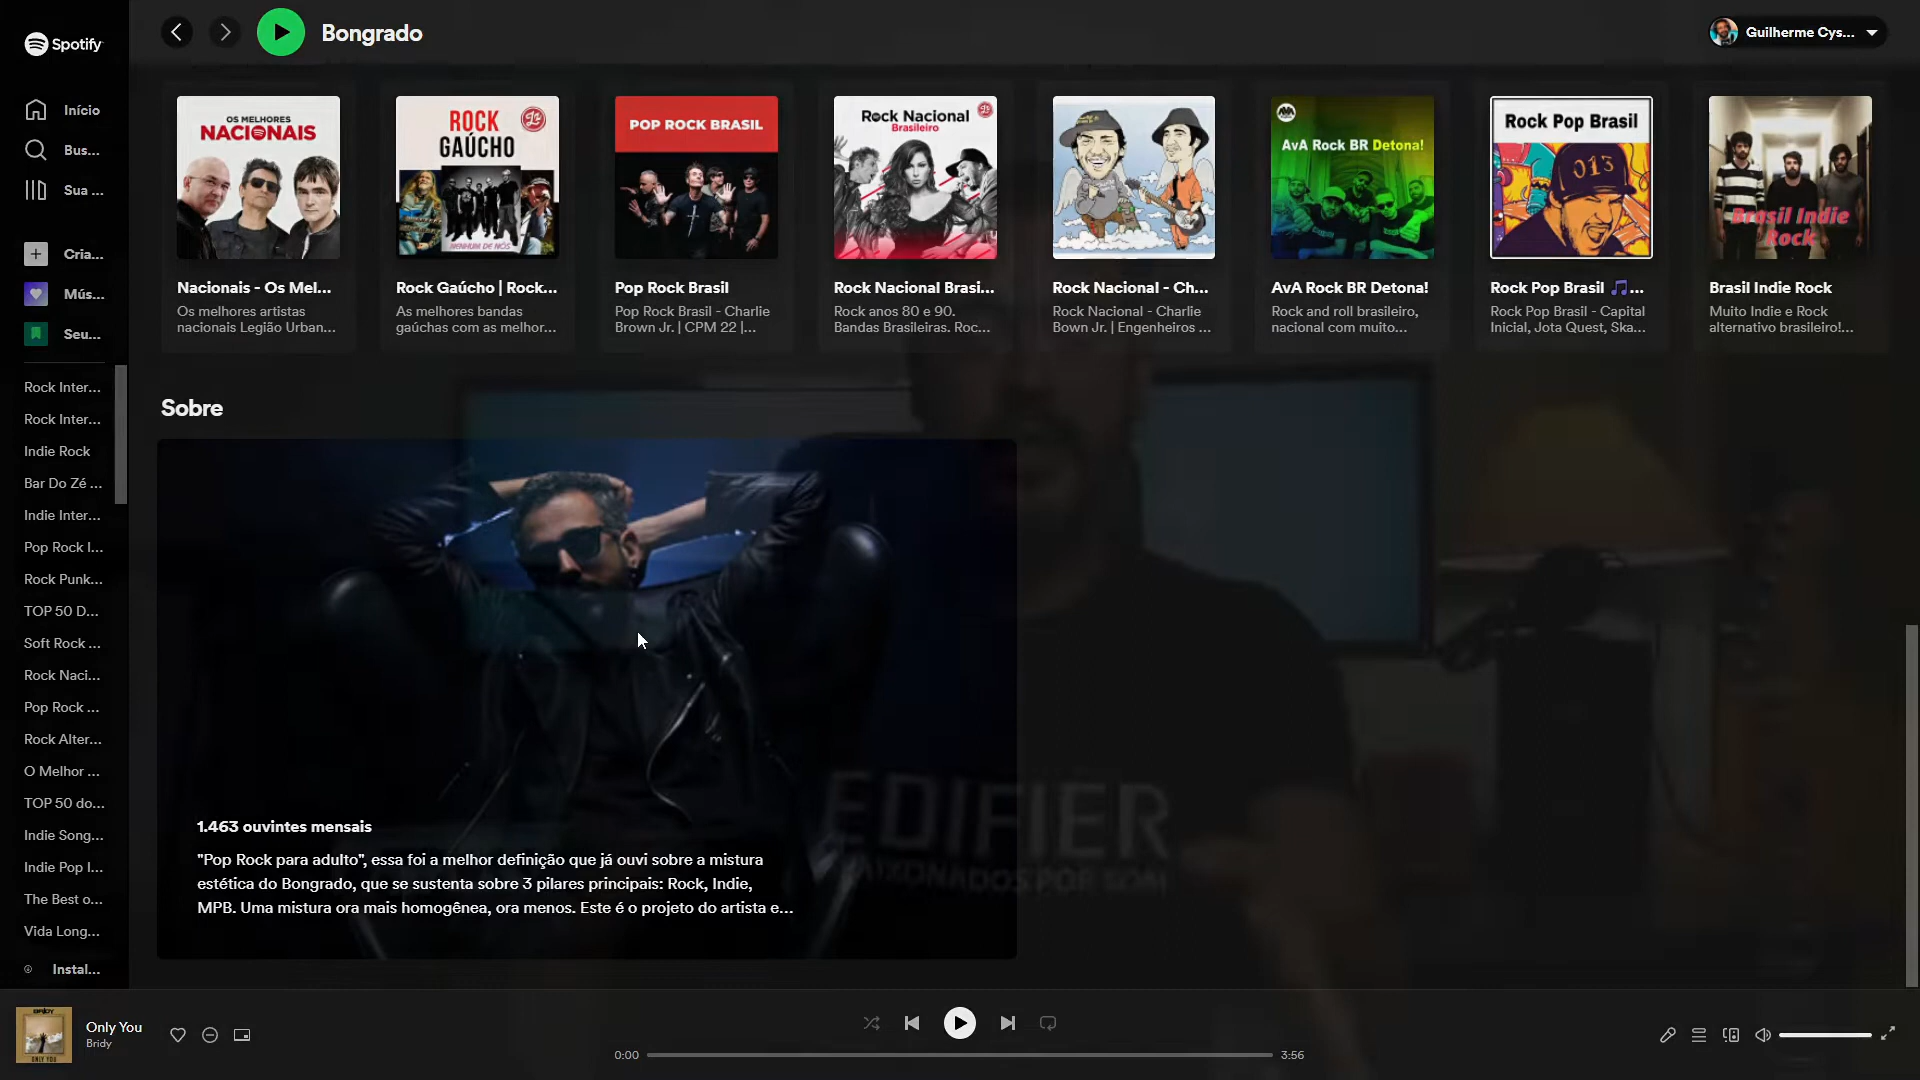 Spotify
Início
Bus...
Sua ...
Cria...
Mús...
Seu...
Rock Inter...
Rock Inter...
Indie Rock
Bar Do Zé ...
Indie Inter...
Pop Rock I...
Rock Punk...
TOP 50 D...
Soft Rock ...
Rock Naci...
Pop Rock ...
Rock Alter...
O Melhor ...
TOP 50 do...
Indie Song...
Indie Pop I...
The Best o...
Vida Long...
Instal...
Bongrado
Guilherme Cys...
OS MELHORES
NACIONAIS
Nacionais - Os Mel...
Os melhores artistas
nacionais Legião Urban...
ROCK
GAÚCHO
NENHUM DE NÓS
Rock Gaúcho | Rock...
As melhores bandas
gaúchas com as melhor...
POP ROCK BRASIL
Pop Rock Brasil
Pop Rock Brasil - Charlie
Brown Jr. | CPM 22 |...
Rock Nacional
Brasileiro
Rock Nacional Brasi...
Rock anos 80 e 90.
Bandas Brasileiras. Roc...
Rock Nacional - Ch...
Rock Nacional - Charlie
Bown Jr. | Engenheiros ...
AvA Rock BR Detona!
AvA Rock BR Detona!
Rock and roll brasileiro,
nacional com muito...
Rock Pop Brasil
013
Rock Pop Brasil 🎵...
Rock Pop Brasil - Capital
Inicial, Jota Quest, Ska...
Brasil Indie
Rock
Brasil Indie Rock
Muito Indie e Rock
alternativo brasileiro!...
Sobre
1.463 ouvintes mensais
"Pop Rock para adulto", essa foi a melhor definição que já ouvi sobre a mistura
estética do Bongrado, que se sustenta sobre 3 pilares principais: Rock, Indie,
MPB. Uma mistura ora mais homogênea, ora menos. Este é o projeto do artista e...
EDIFIER
APAIXONADOS POR SOM
BRIDY
ONLY YOU
Only You
Bridy
0:00
3:56